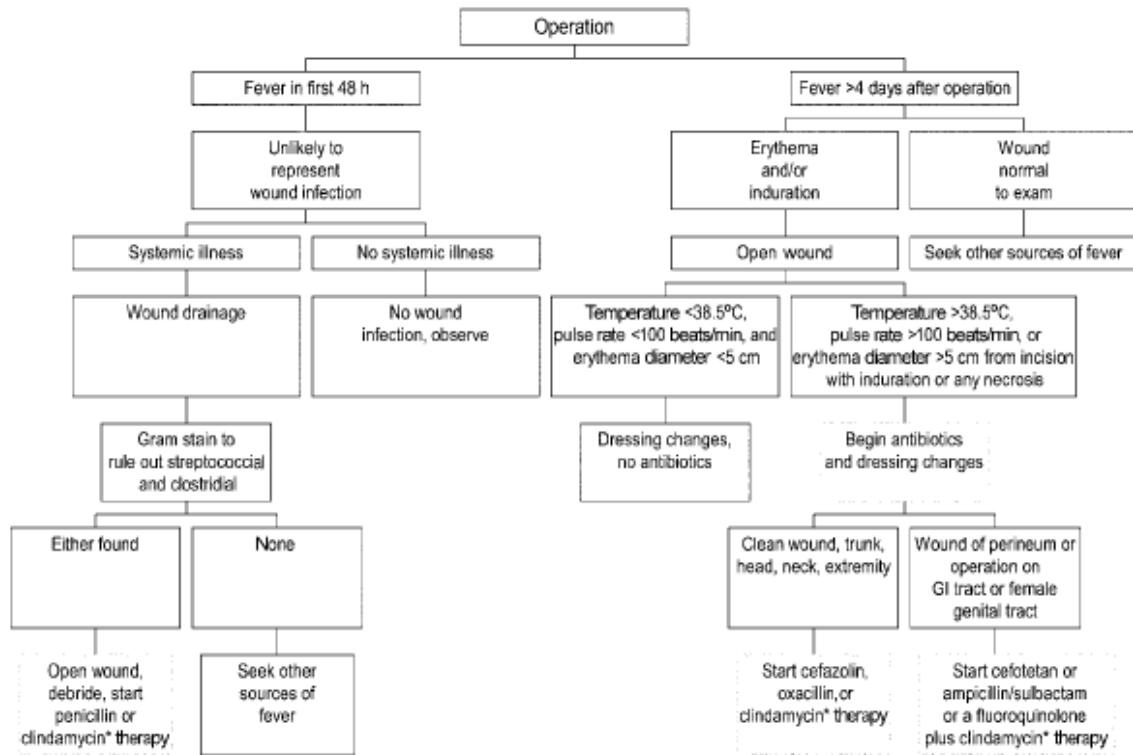 Operation
Fever in first 48 h
Fever >4 days after operation
Unlikely to
represent
wound infection
Erythema
and/or
induration
Wound
normal
to exam
Systemic illness
No systemic illness
Open wound
Seek other sources of fever
Wound drainage
No wound
infection, observe
Temperature <38.5ºC,
pulse rate <100 beats/min, and
erythema diameter <5 cm
Temperature >38.5ºC,
pulse rate >100 beats/min, or
erythema diameter >5 cm from incision
with induration or any necrosis
Gram stain to
rule out streptococcial
and clostridial
Dressing changes,
no antibiotics
Begin antibiotics
and dressing changes
Either found
None
Clean wound, trunk,
head, neck, extremity
Wound of perineum or
operation on
GI tract or female
genital tract
Open wound,
debride, start
penicillin or
clindamycin* therapy
Seek other
sources of
fever
Start cefazolin,
oxacillin, or
clindamycin* therapy
Start cefotetan or
ampicillin/sulbactam
or a fluoroquinolone
plus clindamycin* therapy